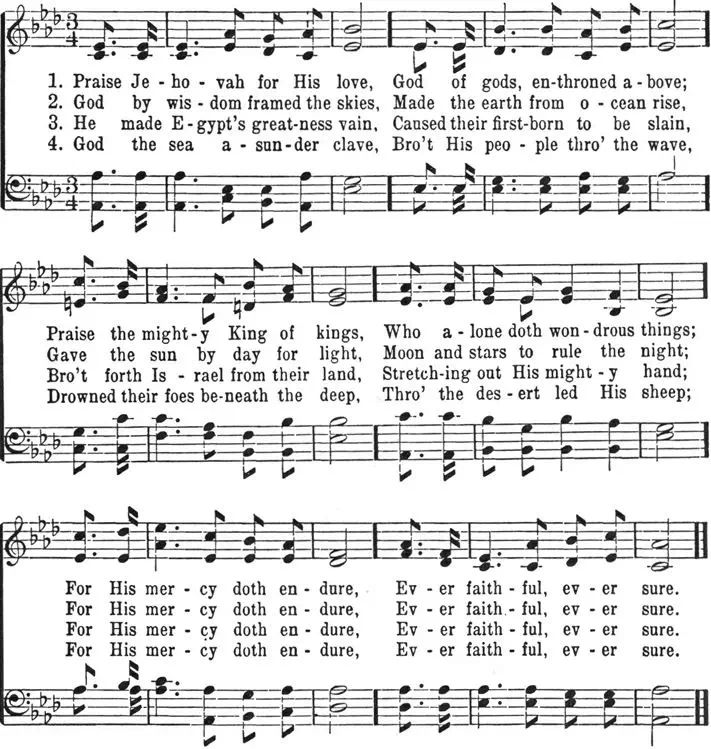 3
4
1. Praise Je - ho - vah for His love, God of gods, en-throned a - bove;
2. God by wis - dom framed the skies, Made the earth from o - cean rise,
3. He made E - gypt's great-ness vain, Caused their first-born to be slain,
4. God the sea a - sun - der clave, Bro't His peo - ple thro' the wave,
3
4
Praise the might-y King of kings, Who a - lone doth won - drous things;
Gave the sun by day for light, Moon and stars to rule the night;
Bro't forth Is - rael from their land, Stretch-ing out His might - y hand;
Drowned their foes be-neath the deep, Thro' the des - ert led His sheep;
For His mer - cy doth en - dure, Ev - er faith - ful, ev - er sure.
For His mer - cy doth en - dure, Ev - er faith - ful, ev - er sure.
For His mer - cy doth en - dure, Ev - er faith - ful, ev - er sure.
For His mer - cy doth en - dure, Ev - er faith - ful, ev - er sure.